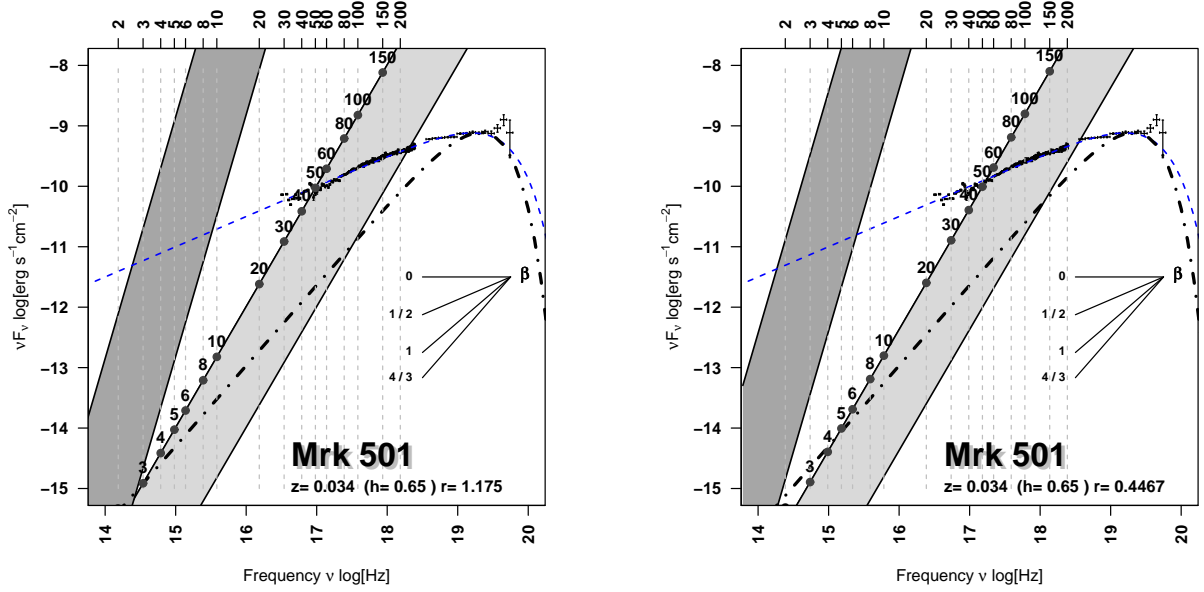 2 3 4 5 6 8 10 20 30 40 50 60 80 100 150 200
−8
−9
−10
−11
−12
−13
−14
−15
νFν log[erg s−1cm−2]
150
100
80
60
50
40
30
20
10
8
6
5
4
3
0
1 / 2
1
4 / 3
β
Mrk 501
z= 0.034 (h= 0.65 ) r= 1.175
14 15 16 17 18 19 20
Frequency ν log[Hz]
2 3 4 5 6 8 10 20 30 40 50 60 80 100 150 200
−8
−9
−10
−11
−12
−13
−14
−15
νFν log[erg s−1cm−2]
150
100
80
60
50
40
30
20
10
8
6
5
4
3
0
1 / 2
1
4 / 3
β
Mrk 501
z= 0.034 (h= 0.65 ) r= 0.4467
14 15 16 17 18 19 20
Frequency ν log[Hz]